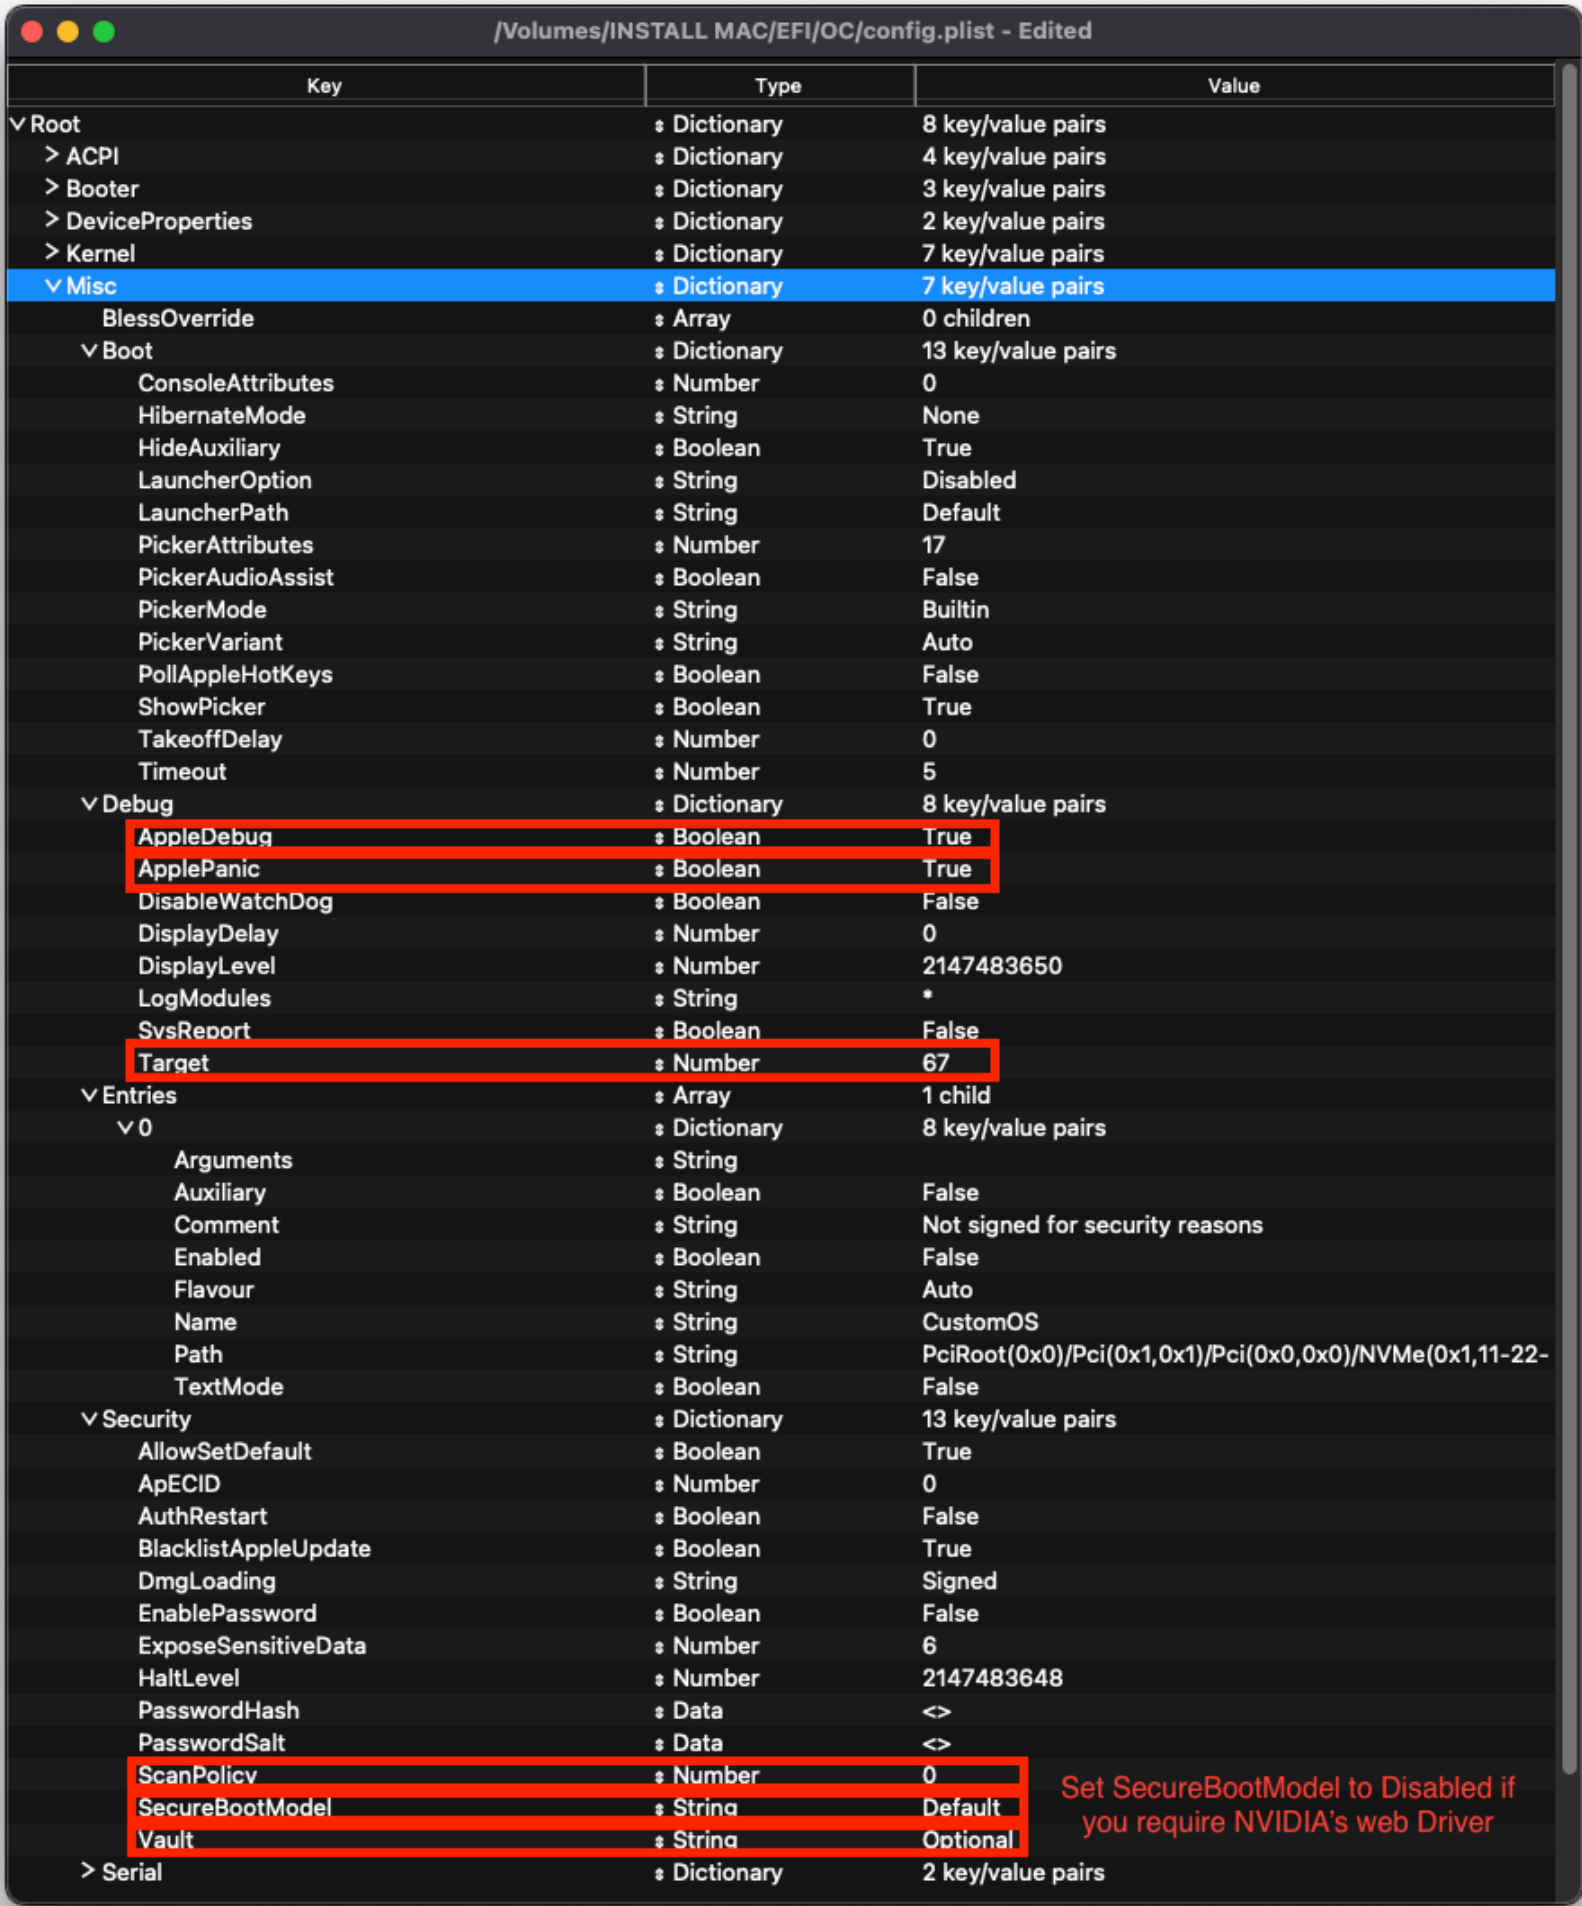 /Volumes/INSTALL MAC/EFI/OC/config.plist - Edited
Key Type Value
Root Dictionary 8 key/value pairs
ACPI Dictionary 4 key/value pairs
Booter Dictionary 3 key/value pairs
DeviceProperties Dictionary 2 key/value pairs
Kernel Dictionary 7 key/value pairs
Misc Dictionary 7 key/value pairs
BlessOverride Array 0 children
Boot Dictionary 13 key/value pairs
ConsoleAttributes Number 0
HibernateMode String None
HideAuxiliary Boolean True
LauncherOption String Disabled
LauncherPath String Default
PickerAttributes Number 17
PickerAudioAssist Boolean False
PickerMode String Builtin
PickerVariant String Auto
PollAppleHotKeys Boolean False
ShowPicker Boolean True
TakeoffDelay Number 0
Timeout Number 5
Debug Dictionary 8 key/value pairs
AppleDebug Boolean True
ApplePanic Boolean True
DisableWatchDog Boolean False
DisplayDelay Number 0
DisplayLevel Number 2147483650
LogModules String *
SysReport Boolean False
Target Number 67
Entries Array 1 child
0 Dictionary 8 key/value pairs
Arguments String
Auxiliary Boolean False
Comment String Not signed for security reasons
Enabled Boolean False
Flavour String Auto
Name String CustomOS
Path String PciRoot(0x0)/Pci(0x1,0x1)/Pci(0x0,0x0)/NVMe(0x1,11-22-
TextMode Boolean False
Security Dictionary 13 key/value pairs
AllowSetDefault Boolean True
ApECID Number 0
AuthRestart Boolean False
BlacklistAppleUpdate Boolean True
DmgLoading String Signed
EnablePassword Boolean False
ExposeSensitiveData Number 6
HaltLevel Number 2147483648
PasswordHash Data <>
PasswordSalt Data <>
ScanPolicy Number 0
SecureBootModel String Default
Vault String Optional
Set SecureBootModel to Disabled if
you require NVIDIA's web Driver
Serial Dictionary 2 key/value pairs